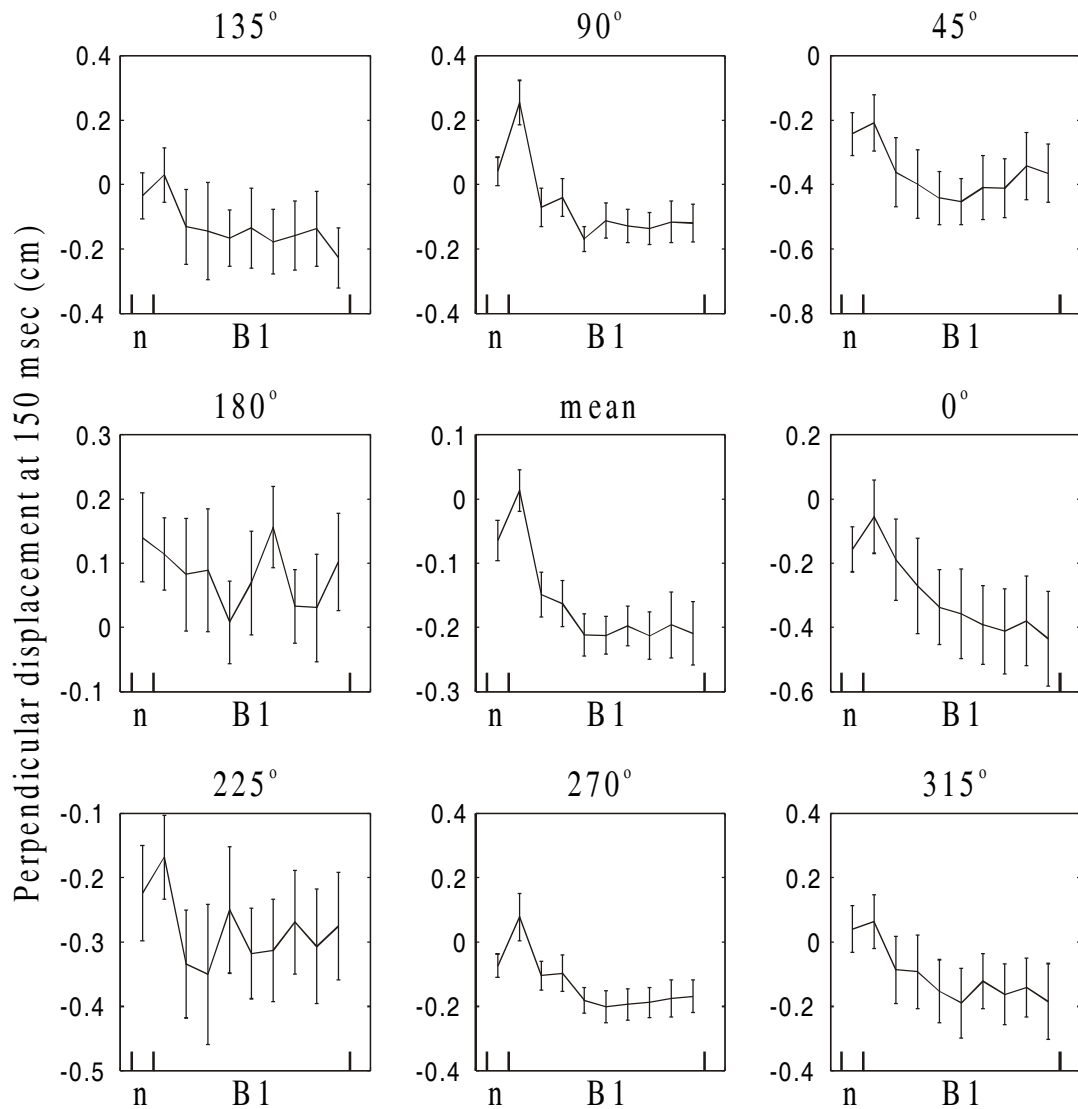 135° 90° 45°
0.4 0.4 0
0.2 0.2 -0.2
0 0 -0.4
-0.2 -0.2 -0.6
-0.4 -0.4 -0.8
n B1 n B1 n B1
Perpendicular displacement at 150 msec (cm)
180° mean 0°
0.3 0.1 0.2
0.2 0 0
0.1 -0.1 -0.2
0 -0.2 -0.4
-0.1 -0.3 -0.6
n B1 n B1 n B1
225° 270° 315°
-0.1 0.4 0.4
-0.2 0.2 0.2
-0.3 0 0
-0.4 -0.2 -0.2
-0.5 -0.4 -0.4
n B1 n B1 n B1